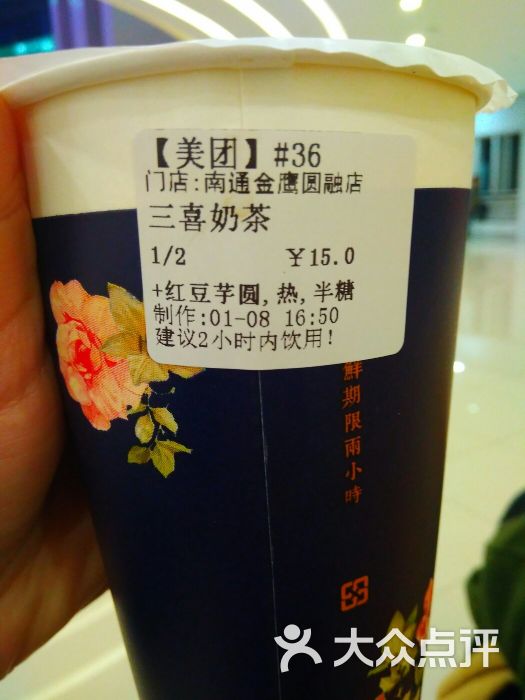 【美团】#36
门店:南通金鹰圆融店
三喜奶茶
1/2 ￥15.0
+红豆芋圆,热,半糖
制作:01-08 16:50
建议2小时内饮用!
鮮期限兩小時
大众点评